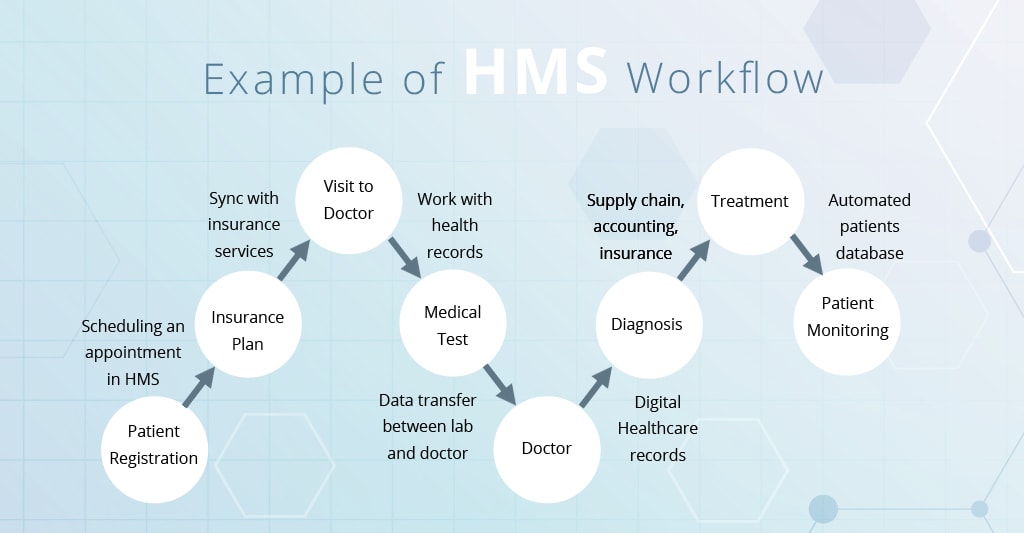 Example of HMS Workflow
Scheduling an
appointment
in HMS
Patient
Registration
Sync with
insurance
services
Insurance
Plan
Visit to
Doctor
Work with
health
records
Medical
Test
Data transfer
between lab
and doctor
Doctor
Digital
Healthcare
records
Diagnosis
Supply chain,
accounting,
insurance
Treatment
Automated
patients
database
Patient
Monitoring